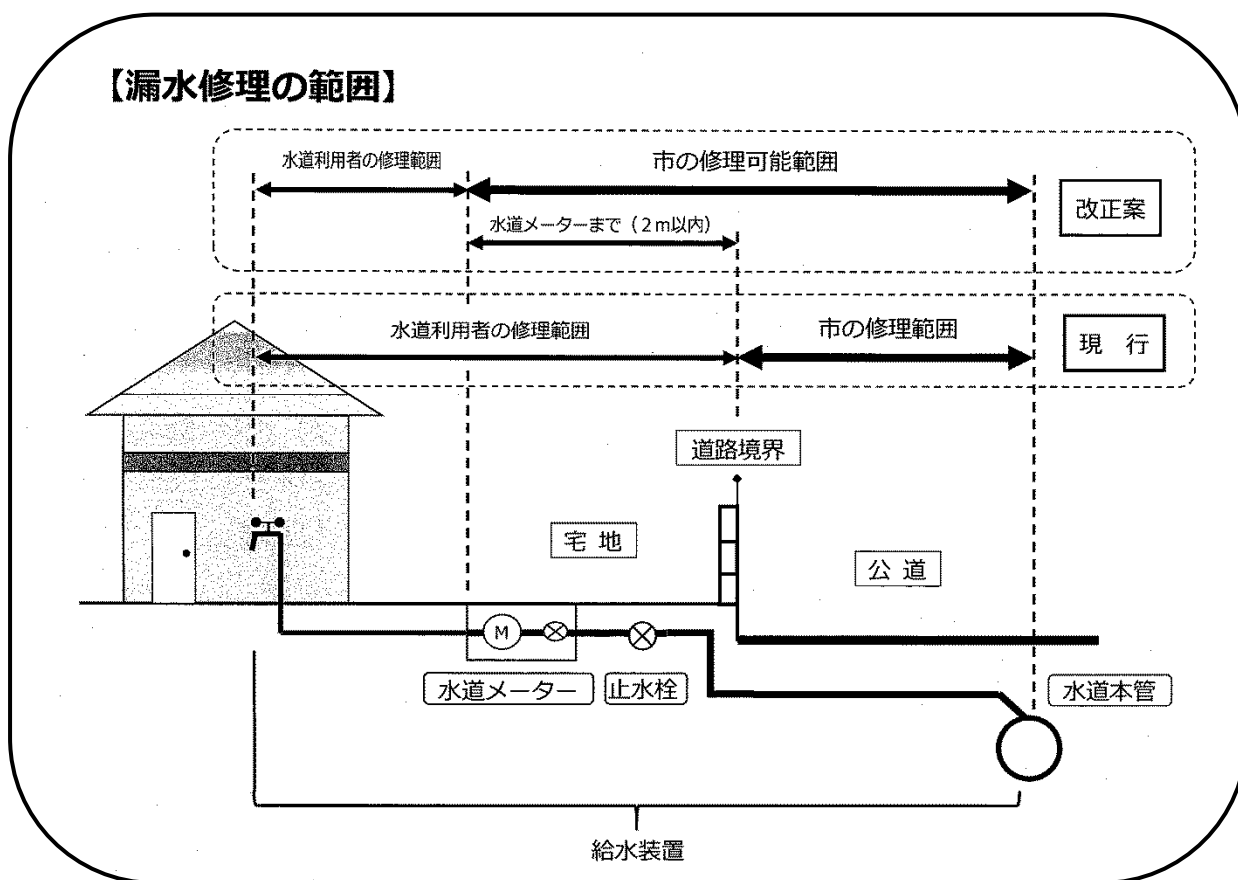 【漏水修理の範囲】
水道利用者の修理範囲
市の修理可能範囲
改正案
水道メーターまで（２ｍ以内）
水道利用者の修理範囲
市の修理範囲
現　行
道路境界
宅 地
公 道
M
水道メーター
止水栓
水道本管
給水装置